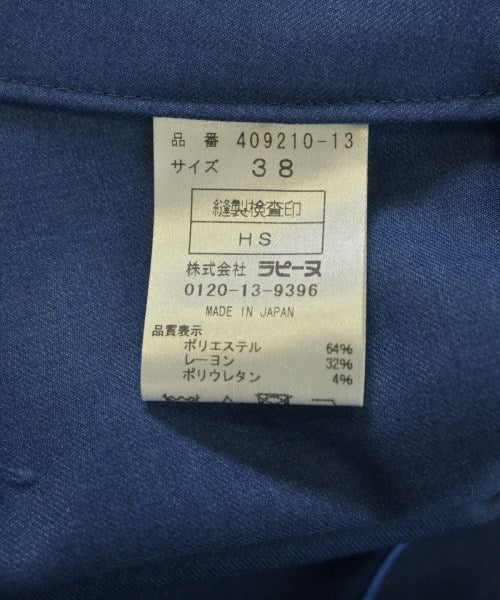 品 番 409210-13
サイズ 38
縫製検査印
HS
株式会社 ラピーヌ
0120-13-9396
MADE IN JAPAN
品質表示
ポリエステル 64%
レーヨン 32%
ポリウレタン 4%